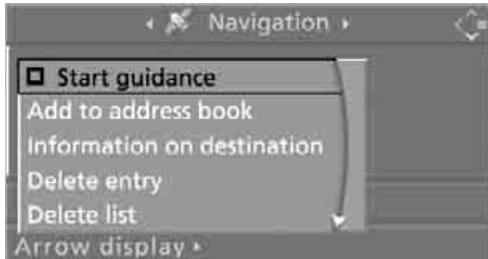 Navigation
Start guidance
Add to address book
Information on destination
Delete entry
Delete list
Arrow display